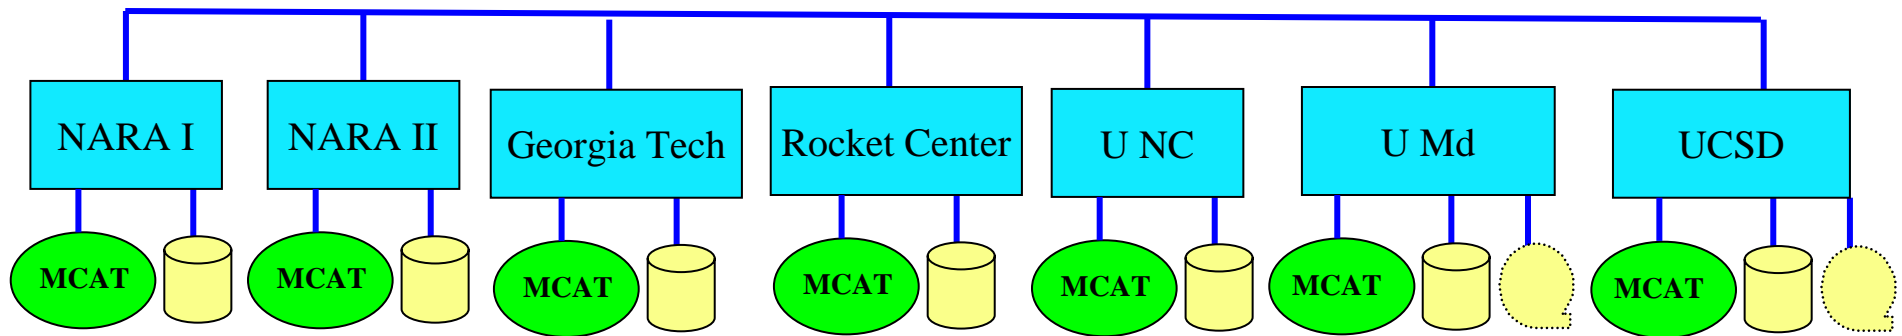 NARA I
NARA II
Georgia Tech
Rocket Center
U NC
U Md
UCSD
MCAT
MCAT
MCAT
MCAT
MCAT
MCAT
MCAT